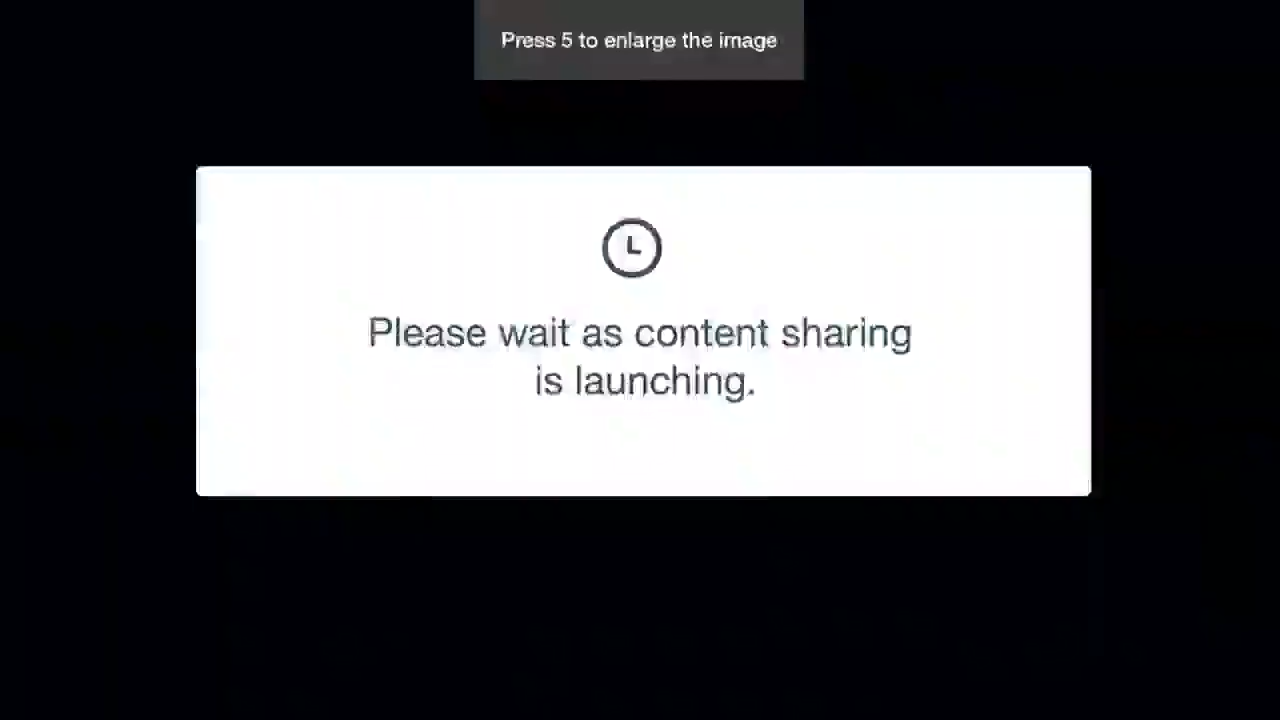 Press 5 to enlarge the image
Please wait as content sharing
is launching.